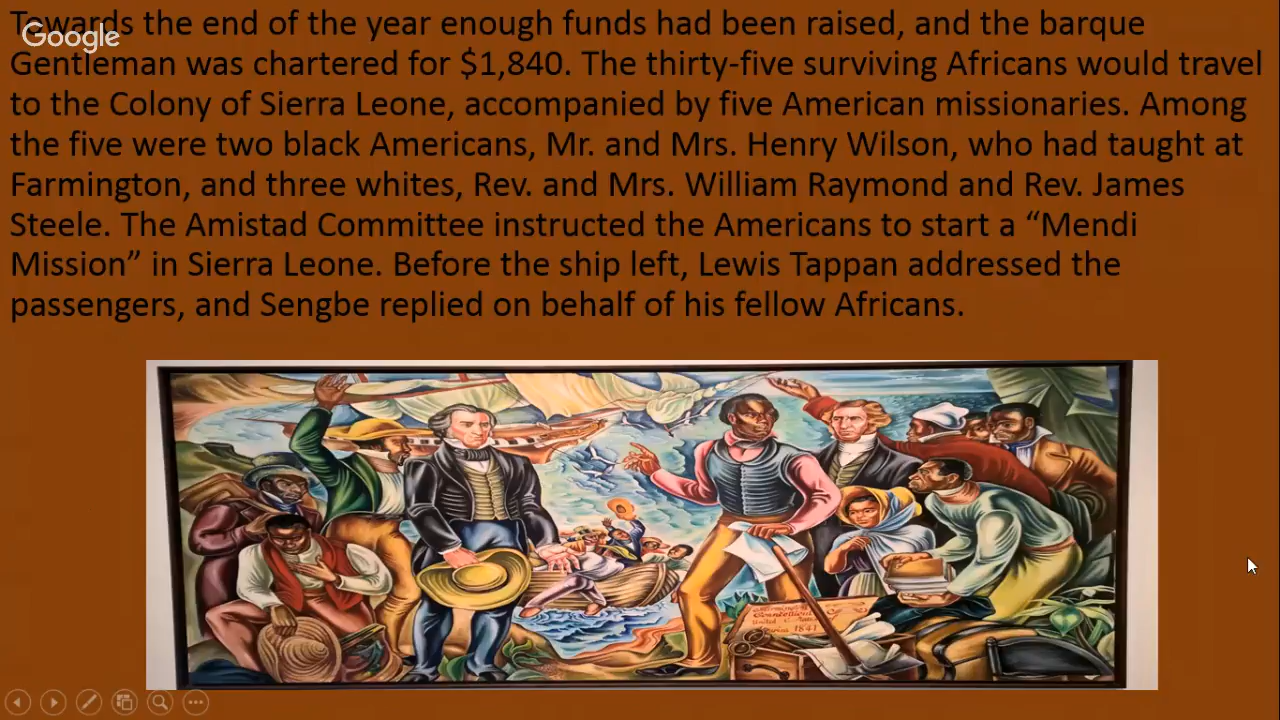 Towards the end of the year enough funds had been raised, and the barque
Google
Gentleman was chartered for $1,840. The thirty-five surviving Africans would travel
to the Colony of Sierra Leone, accompanied by five American missionaries. Among
the five were two black Americans, Mr. and Mrs. Henry Wilson, who had taught at
Farmington, and three whites, Rev. and Mrs. William Raymond and Rev. James
Steele. The Amistad Committee instructed the Americans to start a “Mendi
Mission” in Sierra Leone. Before the ship left, Lewis Tappan addressed the
passengers, and Sengbe replied on behalf of his fellow Africans.
Connecticut
United
1841